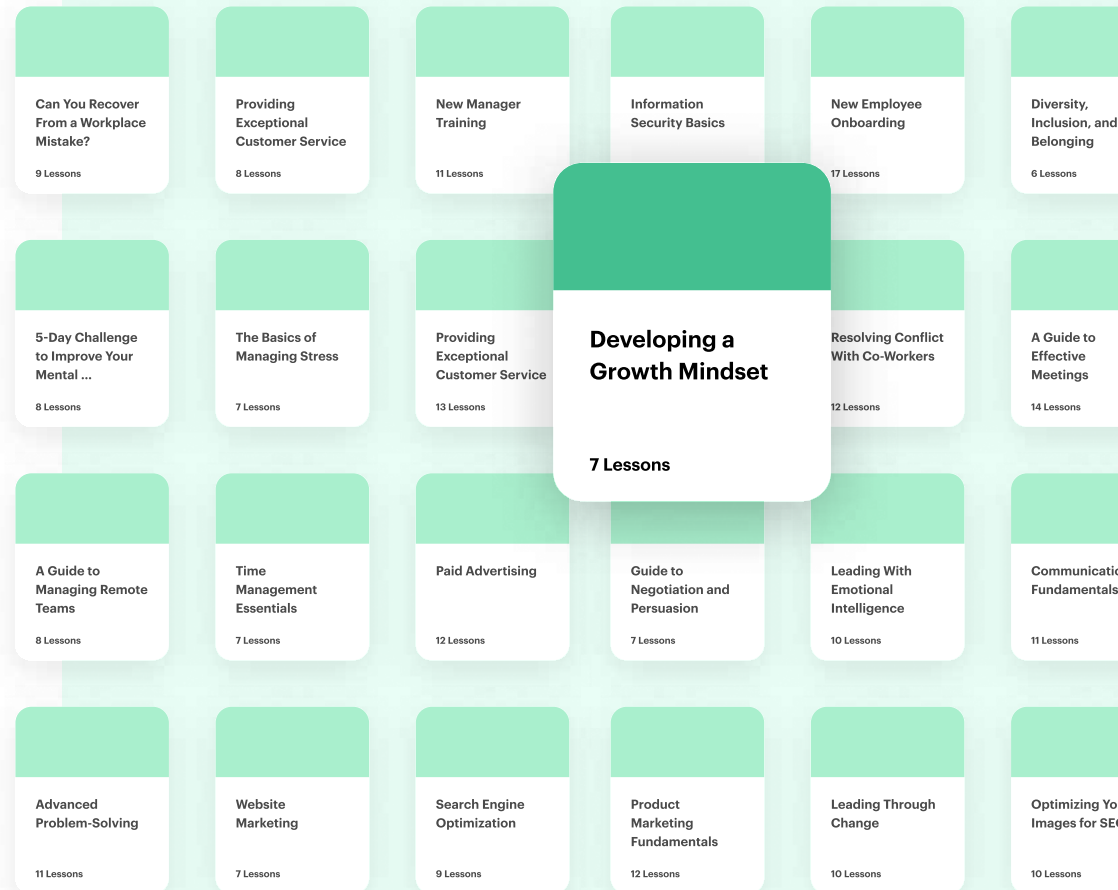 Can You Recover
From a Workplace
Mistake?
9 Lessons
Providing
Exceptional
Customer Service
8 Lessons
New Manager
Training
11 Lessons
Information
Security Basics
New Employee
Onboarding
17 Lessons
Diversity,
Inclusion, and
Belonging
6 Lessons
5-Day Challenge
to Improve Your
Mental ...
8 Lessons
The Basics of
Managing Stress
7 Lessons
Providing
Exceptional
Customer Service
13 Lessons
Developing a
Growth Mindset
7 Lessons
Resolving Conflict
With Co-Workers
12 Lessons
A Guide to
Effective
Meetings
14 Lessons
A Guide to
Managing Remote
Teams
8 Lessons
Time
Management
Essentials
7 Lessons
Paid Advertising
12 Lessons
Guide to
Negotiation and
Persuasion
7 Lessons
Leading With
Emotional
Intelligence
10 Lessons
Fundamentals
11 Lessons
Advanced
Problem-Solving
11 Lessons
Website
Marketing
7 Lessons
Search Engine
Optimization
9 Lessons
Product
Marketing
Fundamentals
12 Lessons
Leading Through
Change
10 Lessons
Optimizing
Images for
10 Lessons